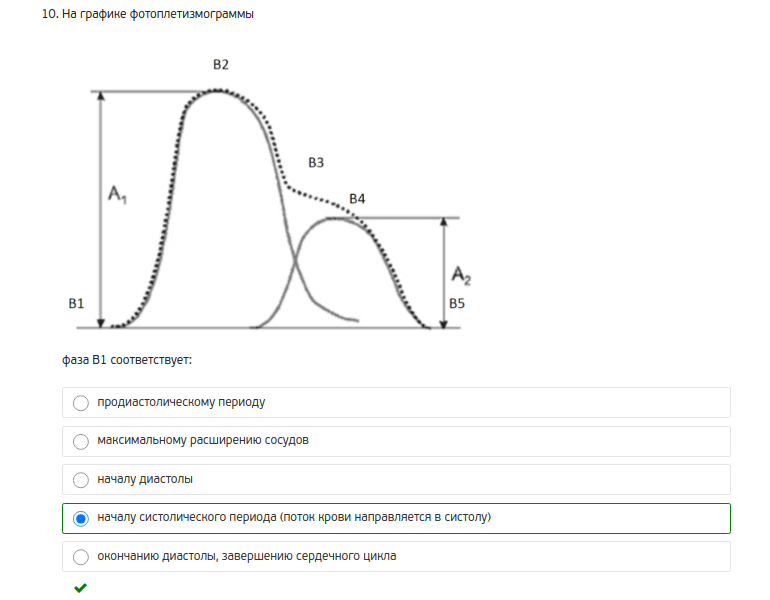 10. На графике фотоплетизмограммы
B2
B3
A1
B4
A2
B1
B5
фаза B1 соответствует:
продиастолическому периоду
максимальному расширению сосудов
началу диастолы
началу систолического периода (поток крови направляется в систолу)
окончанию диастолы, завершению сердечного цикла